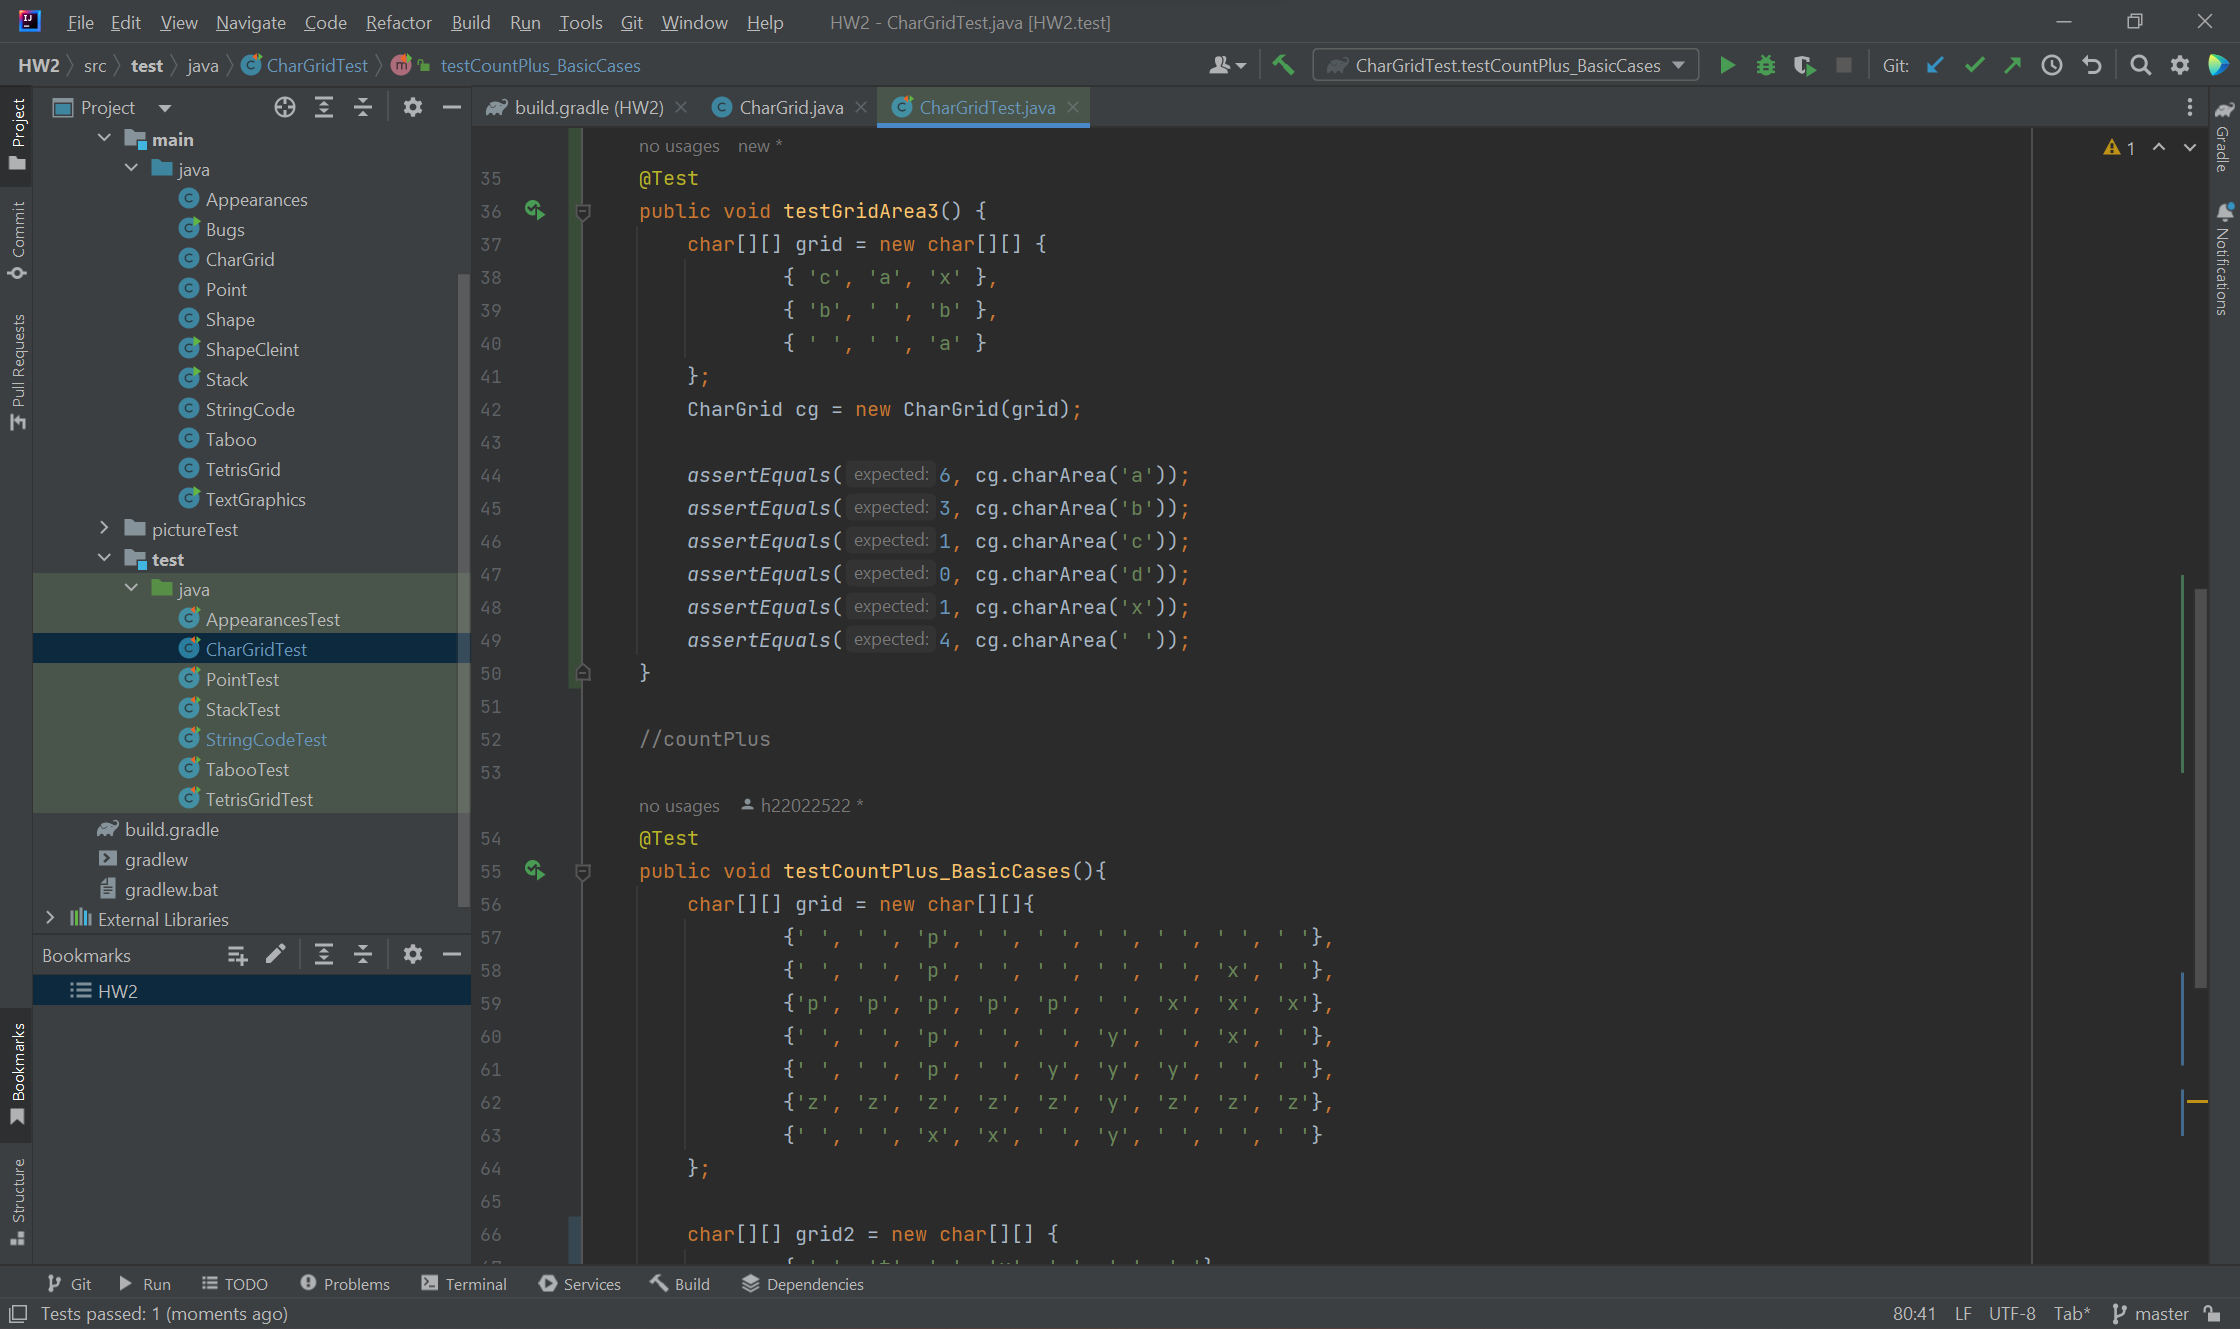 File Edit View Navigate Code Refactor Build Run Tools Git Window Help HW2 - CharGridTest.java [HW2.test]
HW2 src test java CharGridTest testCountPlus_BasicCases CharGridTest.testCountPlus_BasicCases Git:
Project build.gradle (HW2) CharGrid.java CharGridTest.java
Project
Commit
Pull Requests
Bookmarks
Structure
main
java
Appearances
Bugs
CharGrid
Point
Shape
ShapeCleint
Stack
StringCode
Taboo
TetrisGrid
TextGraphics
pictureTest
test
java
AppearancesTest
CharGridTest
PointTest
StackTest
StringCodeTest
TabooTest
TetrisGridTest
build.gradle
gradlew
gradlew.bat
External Libraries
Bookmarks
HW2
no usages new *
35 @Test
36 public void testGridArea3() {
37 char[][] grid = new char[][] {
38 { 'c', 'a', 'x' },
39 { 'b', ' ', 'b' },
40 { ' ', ' ', 'a' }
41 };
42 CharGrid cg = new CharGrid(grid);
43
44 assertEquals( expected: 6, cg.charArea('a'));
45 assertEquals( expected: 3, cg.charArea('b'));
46 assertEquals( expected: 1, cg.charArea('c'));
47 assertEquals( expected: 0, cg.charArea('d'));
48 assertEquals( expected: 1, cg.charArea('x'));
49 assertEquals( expected: 4, cg.charArea(' '));
50 }
51
52 //countPlus
53
no usages h22022522 *
54 @Test
55 public void testCountPlus_BasicCases(){
56 char[][] grid = new char[][]{
57 {' ', ' ', 'p', ' ', ' ', ' ', ' ', ' ', ' '},
58 {' ', ' ', 'p', ' ', ' ', ' ', ' ', 'x', ' '},
59 {'p', 'p', 'p', 'p', 'p', ' ', 'x', 'x', 'x'},
60 {' ', ' ', 'p', ' ', ' ', 'y', ' ', 'x', ' '},
61 {' ', ' ', 'p', ' ', 'y', 'y', 'y', ' ', ' '},
62 {'z', 'z', 'z', 'z', 'z', 'y', 'z', 'z', 'z'},
63 {' ', ' ', 'x', 'x', ' ', 'y', ' ', ' ', ' '}
64 };
65
66 char[][] grid2 = new char[][] {
1
Gradle
Notifications
Git Run TODO Problems Terminal Services Build Dependencies
Tests passed: 1 (moments ago) 80:41 LF UTF-8 Tab* master